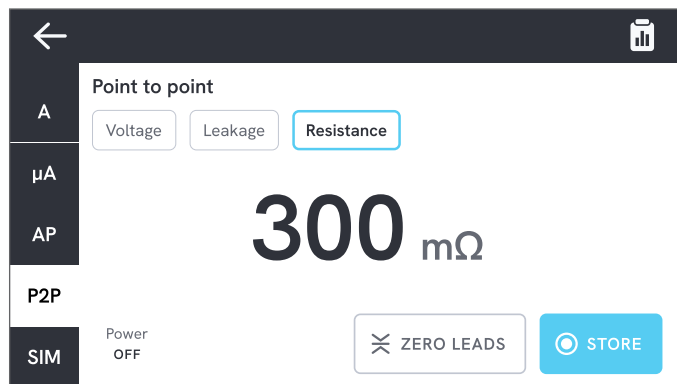 Point to point
A
Voltage
Leakage
Resistance
µA
300 mΩ
AP
P2P
Power
OFF
ZERO LEADS
STORE
SIM